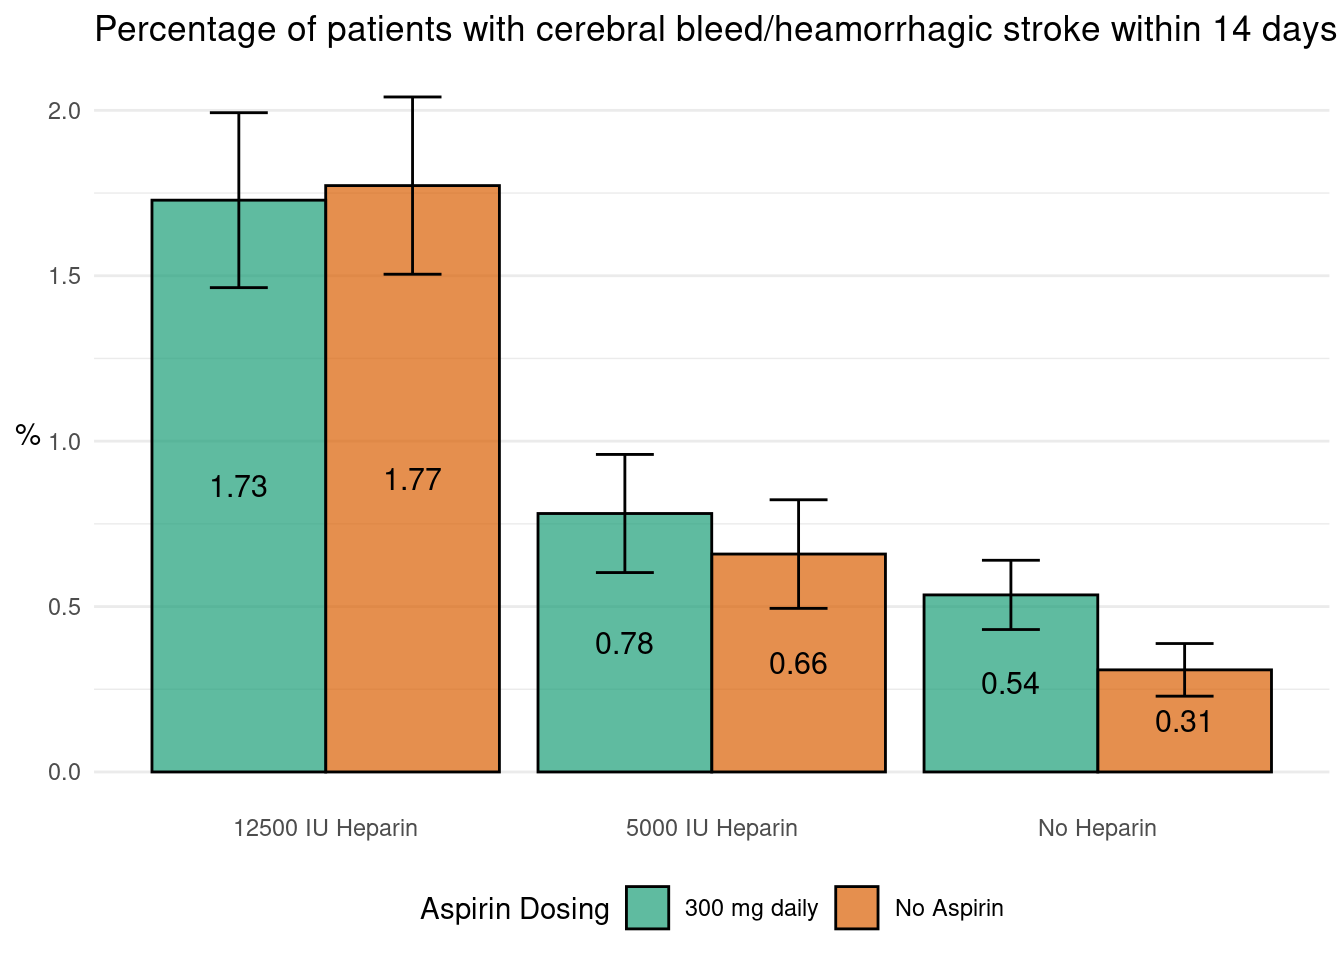 Percentage of patients with cerebral bleed/heamorrhagic stroke within 14 days
2.0
1.5
% 1.0
0.5
0.0
1.73
1.77
0.78
0.66
0.54
0.31
12500 IU Heparin
5000 IU Heparin
No Heparin
Aspirin Dosing 300 mg daily No Aspirin